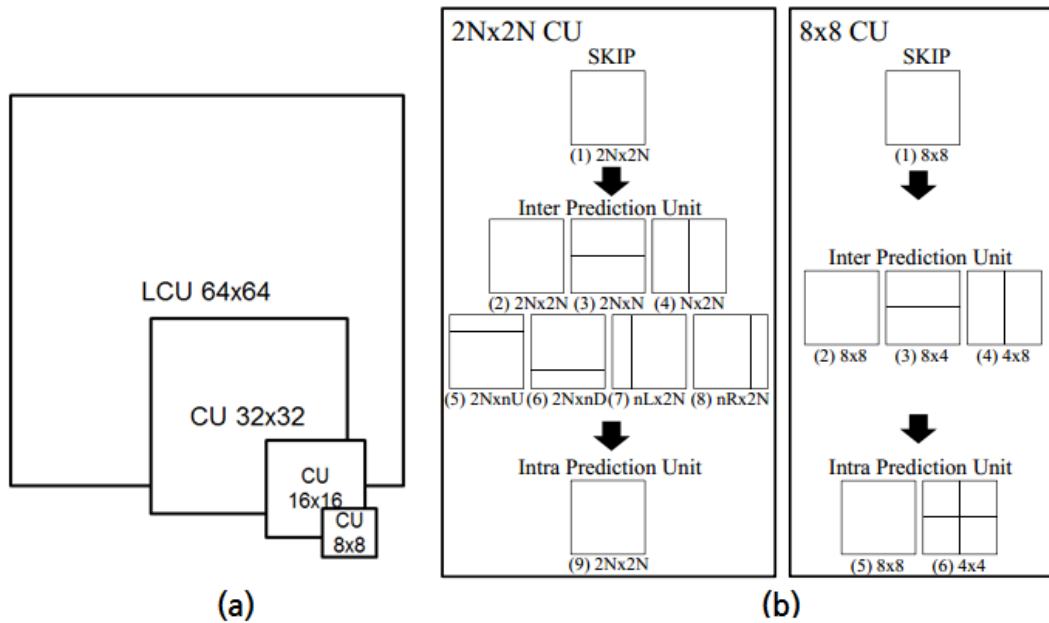 LCU 64x64
CU 32x32
CU
16x16
CU
8x8
(a)
2Nx2N CU
SKIP
(1) 2Nx2N
Inter Prediction Unit
(2) 2Nx2N (3) 2NxN (4) Nx2N
(5) 2NxnU (6) 2NxnD (7) nLx2N (8) nRx2N
Intra Prediction Unit
(9) 2Nx2N
8x8 CU
SKIP
(1) 8x8
Inter Prediction Unit
(2) 8x8 (3) 8x4 (4) 4x8
Intra Prediction Unit
(5) 8x8 (6) 4x4
(b)